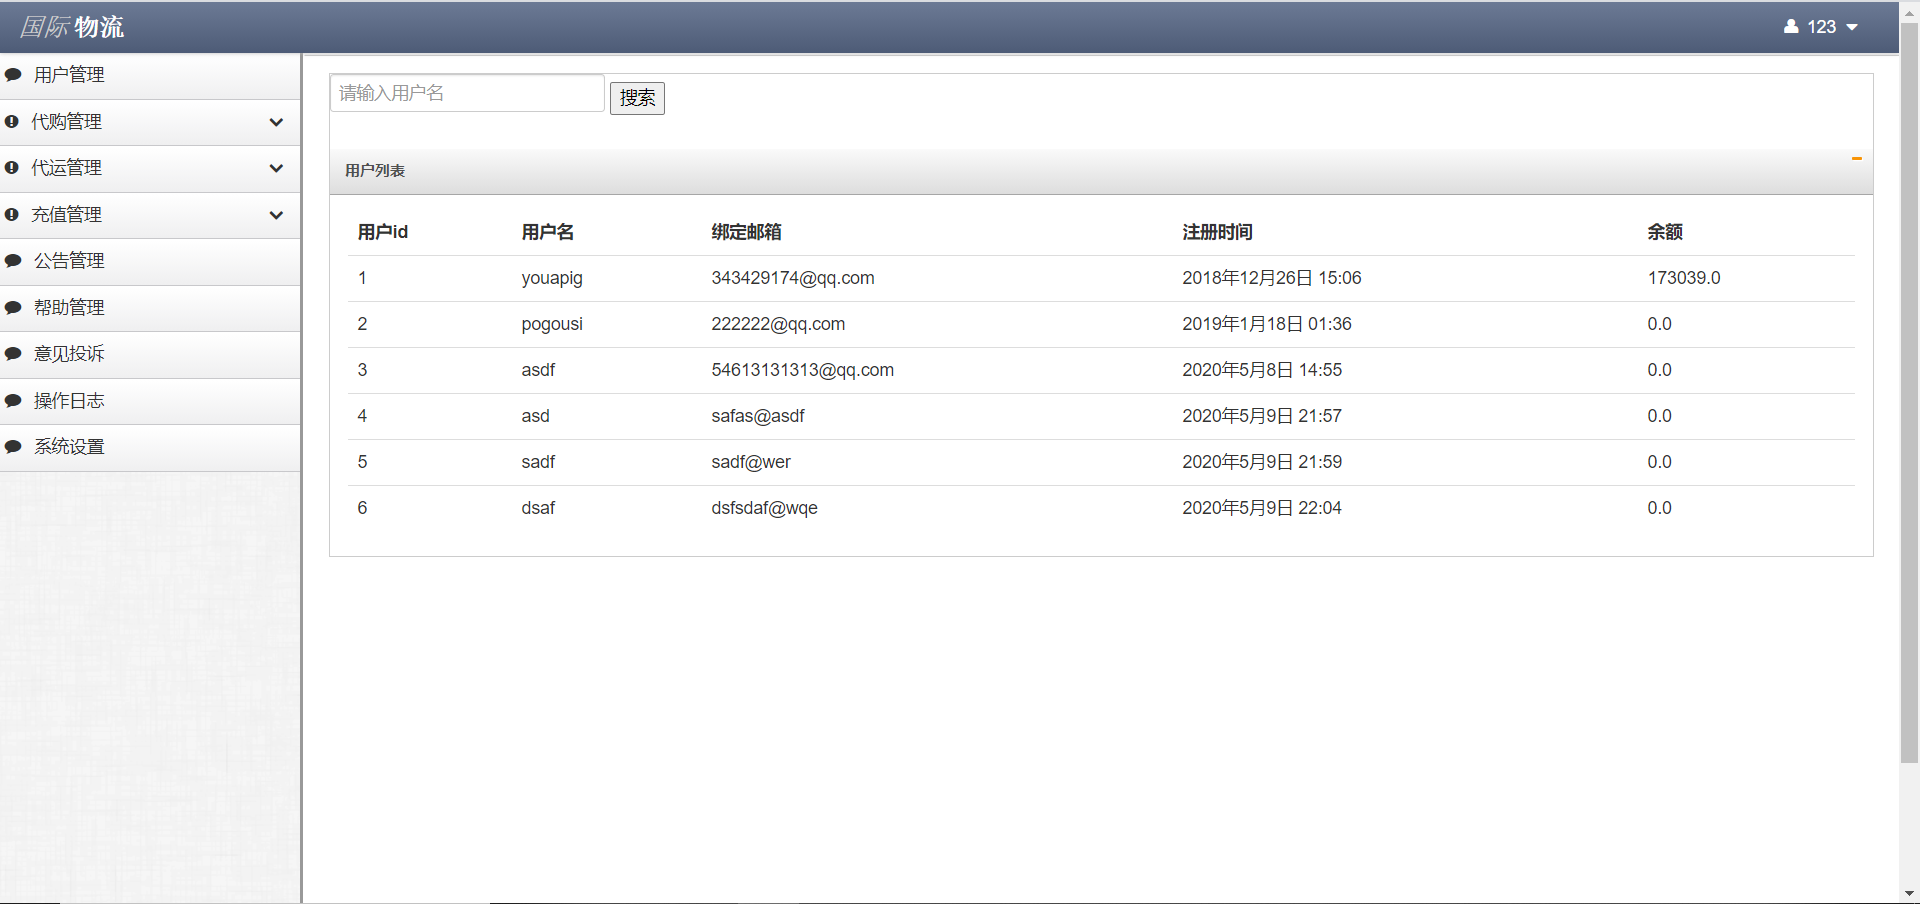 国际 物流
123
用户管理
代购管理
代运管理
充值管理
公告管理
帮助管理
意见投诉
操作日志
系统设置
请输入用户名 搜索
用户列表
用户id 用户名 绑定邮箱 注册时间 余额
1 youapig 343429174@qq.com 2018年12月26日 15:06 173039.0
2 pogousi 222222@qq.com 2019年1月18日 01:36 0.0
3 asdf 54613131313@qq.com 2020年5月8日 14:55 0.0
4 asd safas@asdf 2020年5月9日 21:57 0.0
5 sadf sadf@wer 2020年5月9日 21:59 0.0
6 dsaf dsfsdaf@wqe 2020年5月9日 22:04 0.0